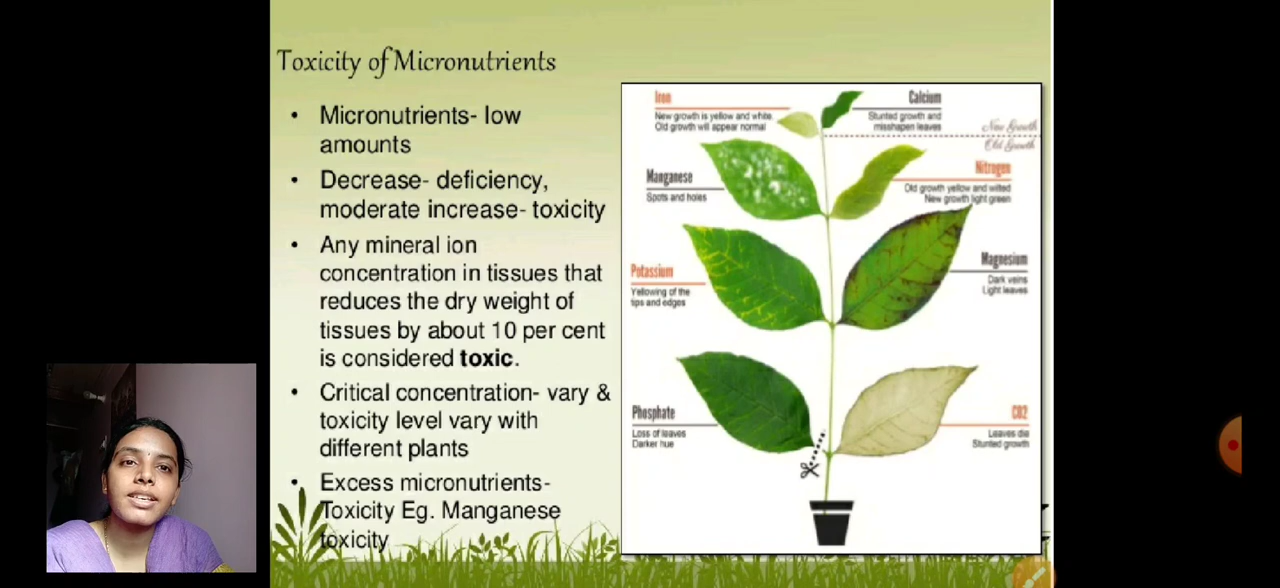 Toxicity of Micronutrients
• Micronutrients- low
amounts
• Decrease- deficiency,
moderate increase- toxicity
• Any mineral ion
concentration in tissues that
reduces the dry weight of
tissues by about 10 per cent
is considered toxic.
• Critical concentration- vary &
toxicity level vary with
different plants
• Excess micronutrients-
Toxicity Eg. Manganese
toxicity
Iron
New growth is yellow and white.
Old growth will appear normal
Calcium
Stunted growth and
misshapen leaves
New Growth
Old Growth
Manganese
Spots and holes
Nitrogen
Old growth yellow and wilted
New growth light green
Potassium
Yellowing of the
tips and edges
Magnesium
Dark veins
Light leaves
Phosphate
Loss of leaves
Darker hue
CO2
Leaves die
Stunted growth